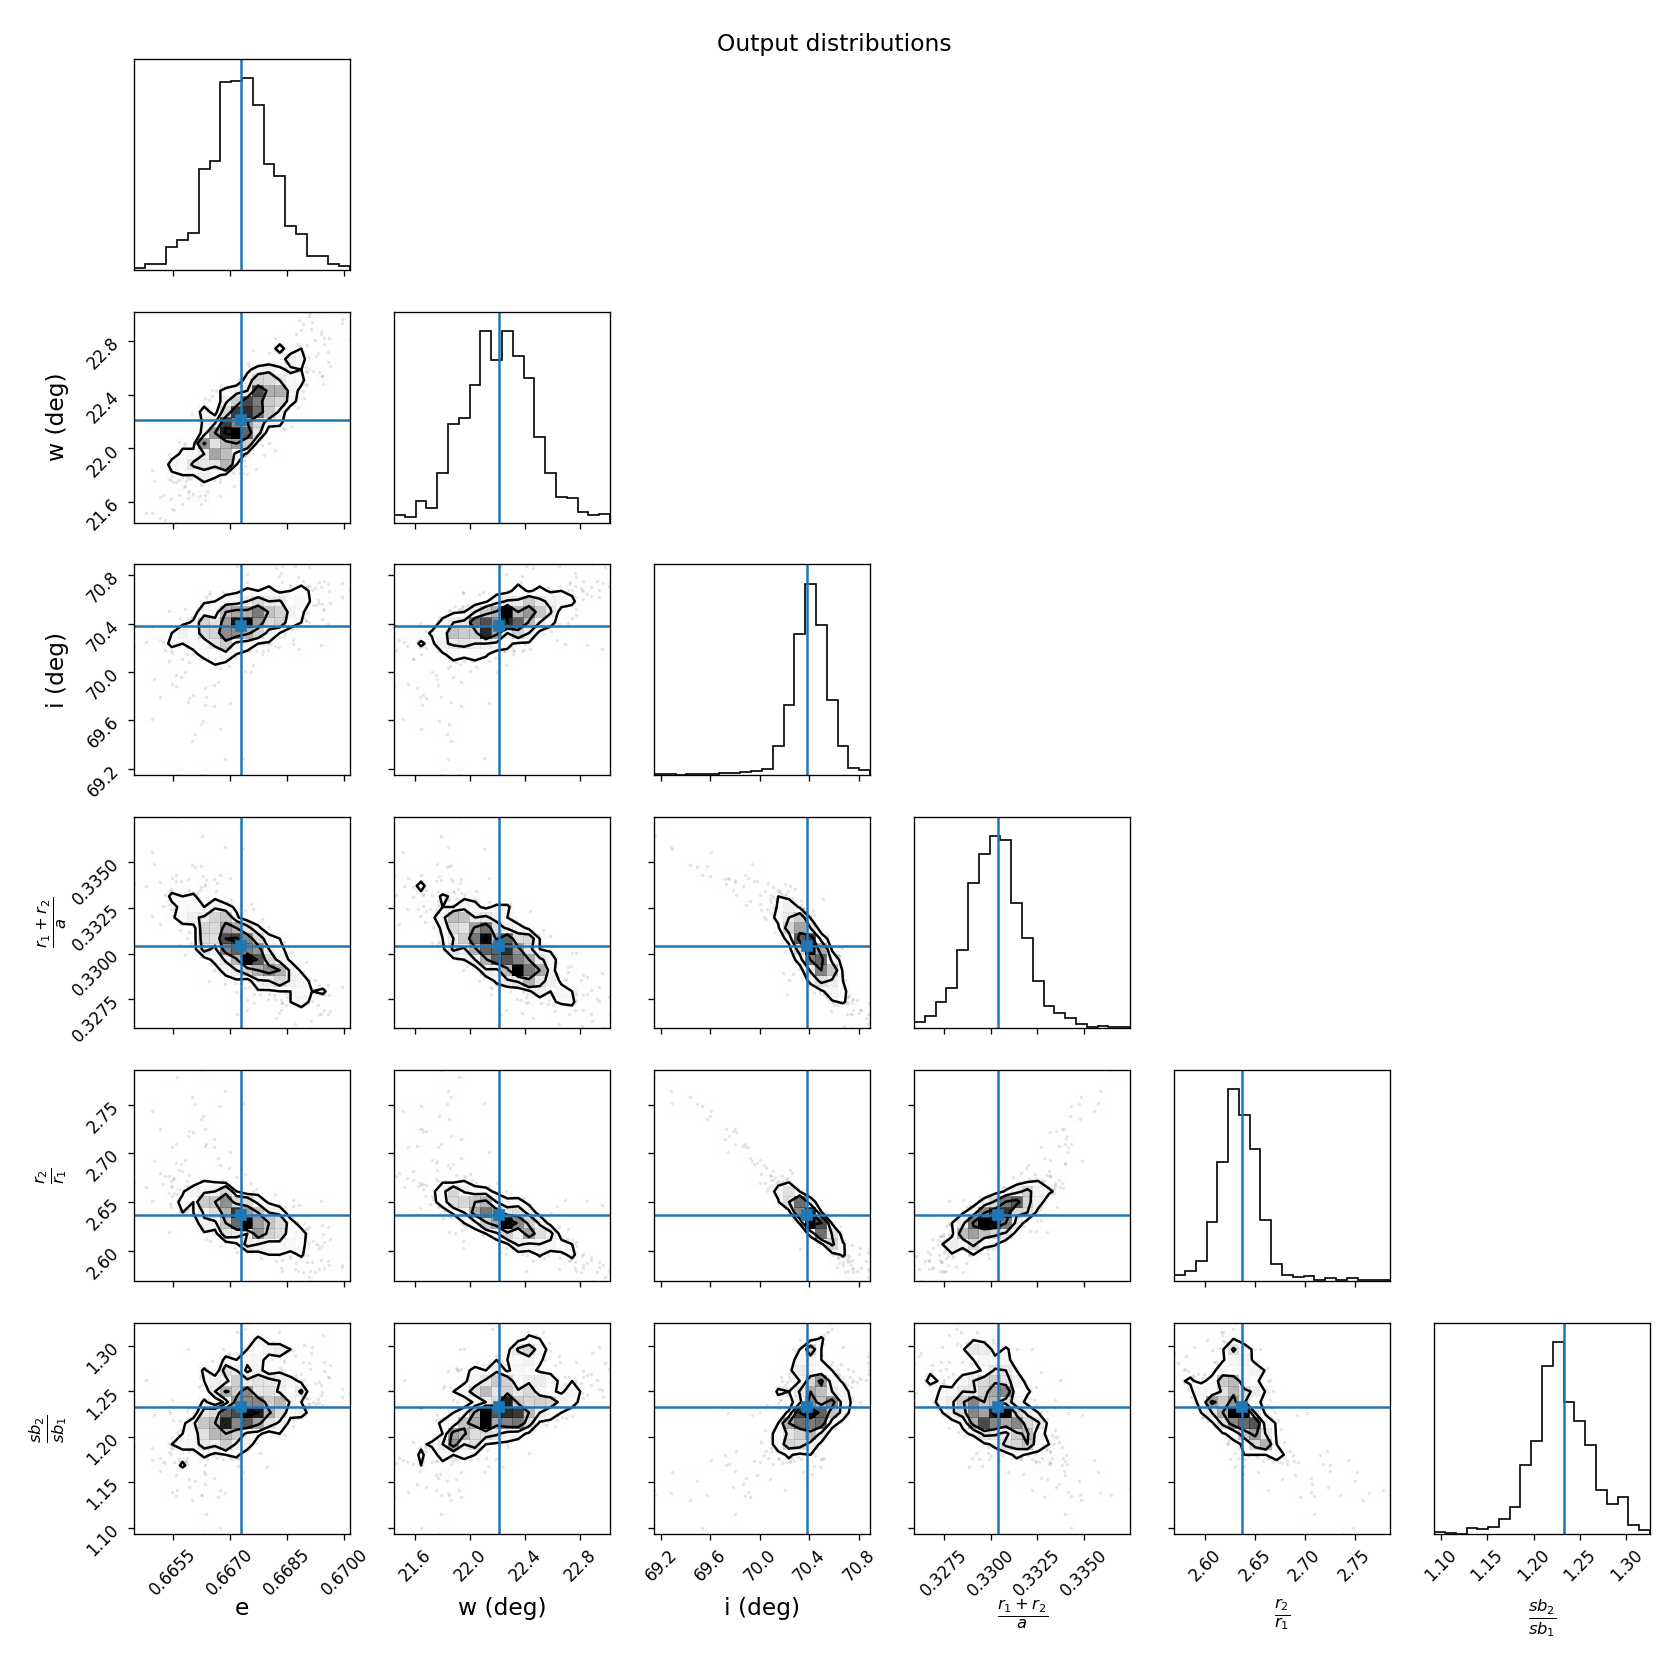 Output distributions
w (deg)
22.8
22.4
22.0
21.6
i (deg)
70.8
70.4
70.0
69.6
69.2
r₁ + r₂
a
0.3350
0.3325
0.3300
0.3275
r₂
r₁
2.75
2.70
2.65
2.60
sb₂
sb₁
1.30
1.25
1.20
1.15
1.10
0.6655 0.6670 0.6685 0.6700 21.6 22.0 22.4 22.8 69.2 69.6 70.0 70.4 70.8 0.3275 0.3300 0.3325 0.3350 2.60 2.65 2.70 2.75 1.10 1.15 1.20 1.25 1.30
e w (deg) i (deg) r₁ + r₂ r₂ sb₂
a r₁ sb₁